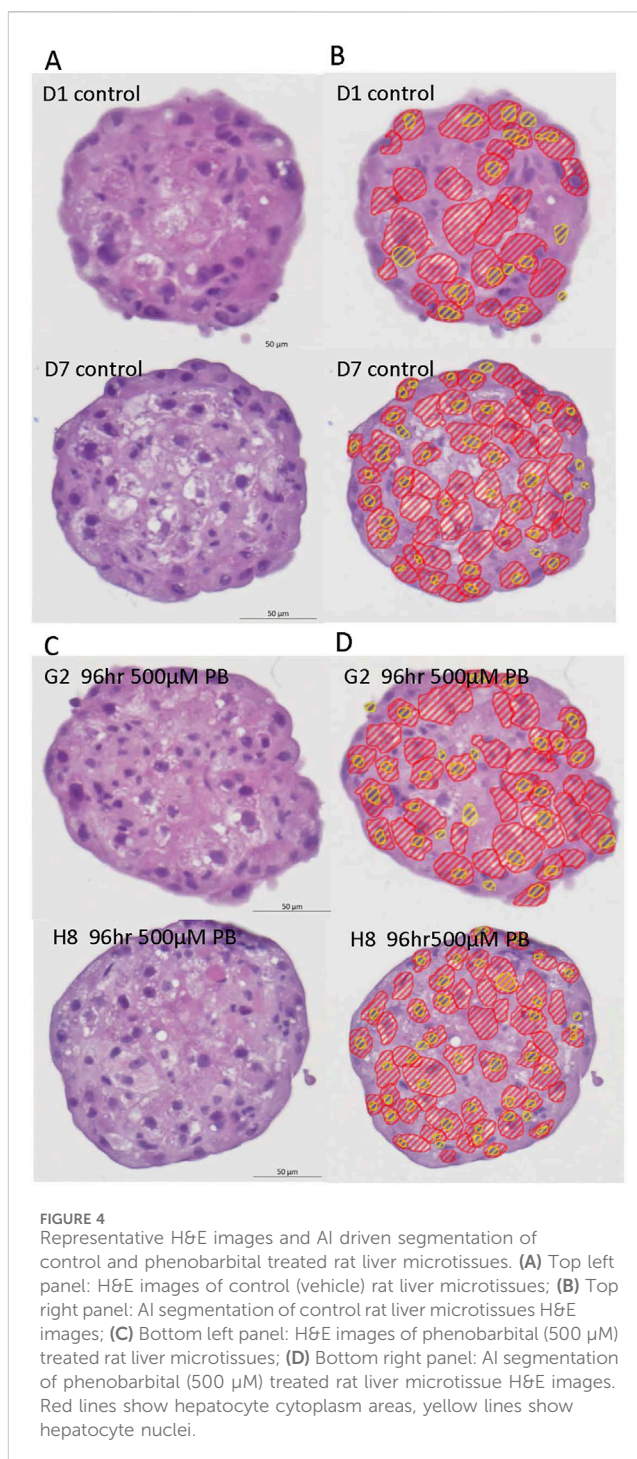 A
B
D1 control
D1 control
50 µm
D7 control
D7 control
50 µm
C
D
G2 96hr 500µM PB
G2 96hr 500µM PB
50 µm
H8 96hr 500µM PB
H8 96hr500µM PB
50 µm
FIGURE 4
Representative H&E images and AI driven segmentation of
control and phenobarbital treated rat liver microtissues. (A) Top left
panel: H&E images of control (vehicle) rat liver microtissues; (B) Top
right panel: AI segmentation of control rat liver microtissues H&E
images; (C) Bottom left panel: H&E images of phenobarbital (500 µM)
treated rat liver microtissues; (D) Bottom right panel: AI segmentation
of phenobarbital (500 µM) treated rat liver microtissue H&E images.
Red lines show hepatocyte cytoplasm areas, yellow lines show
hepatocyte nuclei.